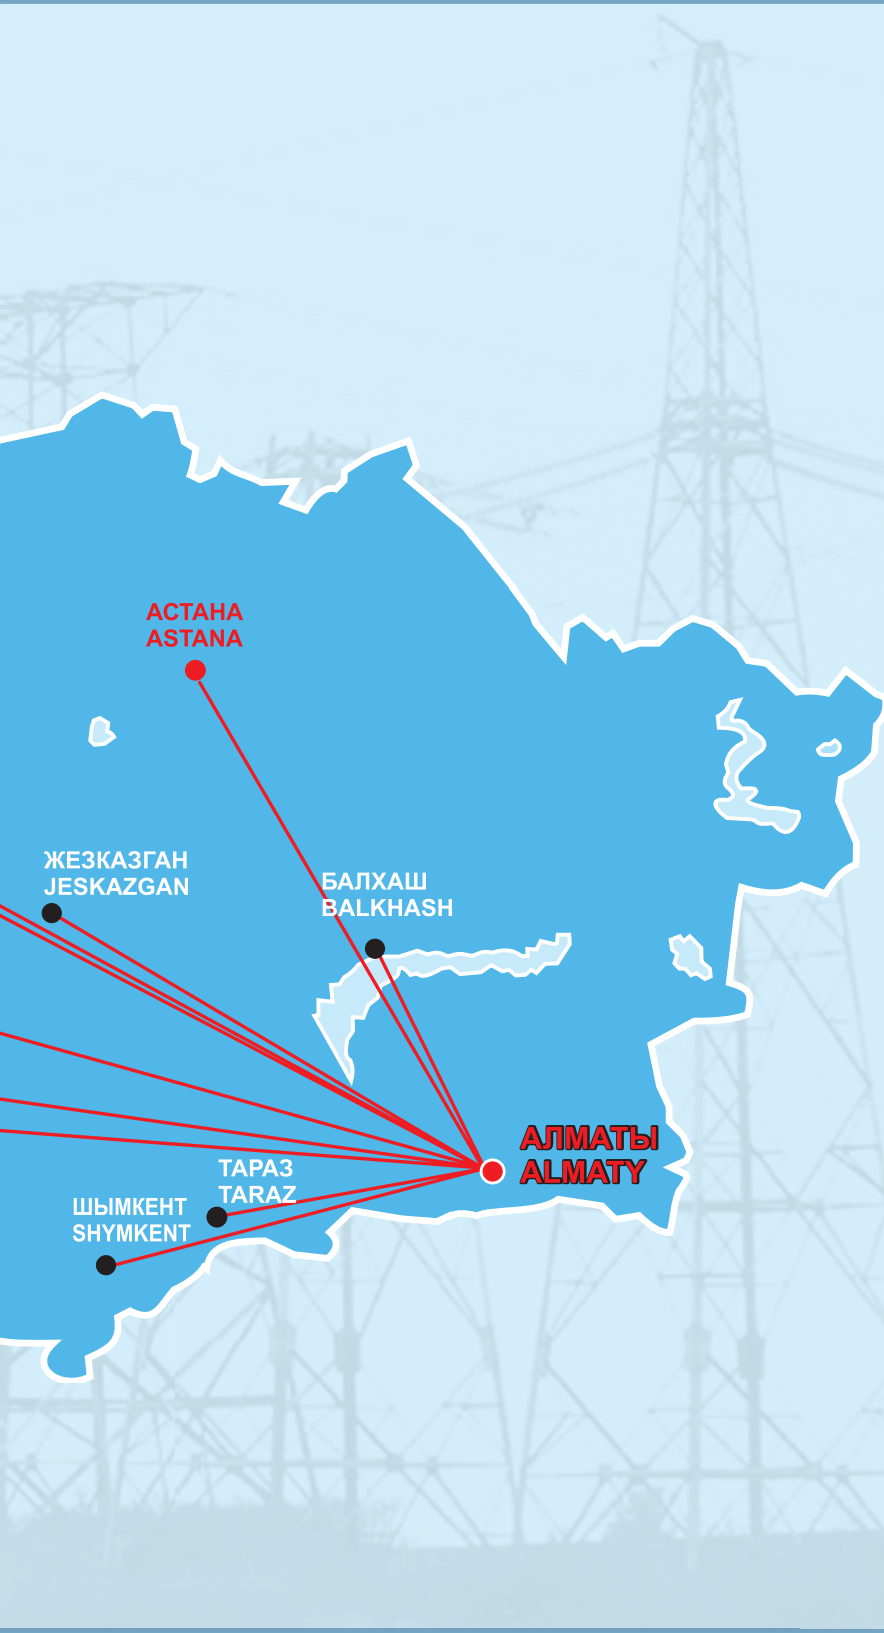 АСТАНА
ASTANA
ЖЕЗКАЗГАН
JESKAZGAN
БАЛХАШ
BALKHASH
АЛМАТЫ
ALMATY
ТАРАЗ
TARAZ
ШЫМКЕНТ
SHYMKENT